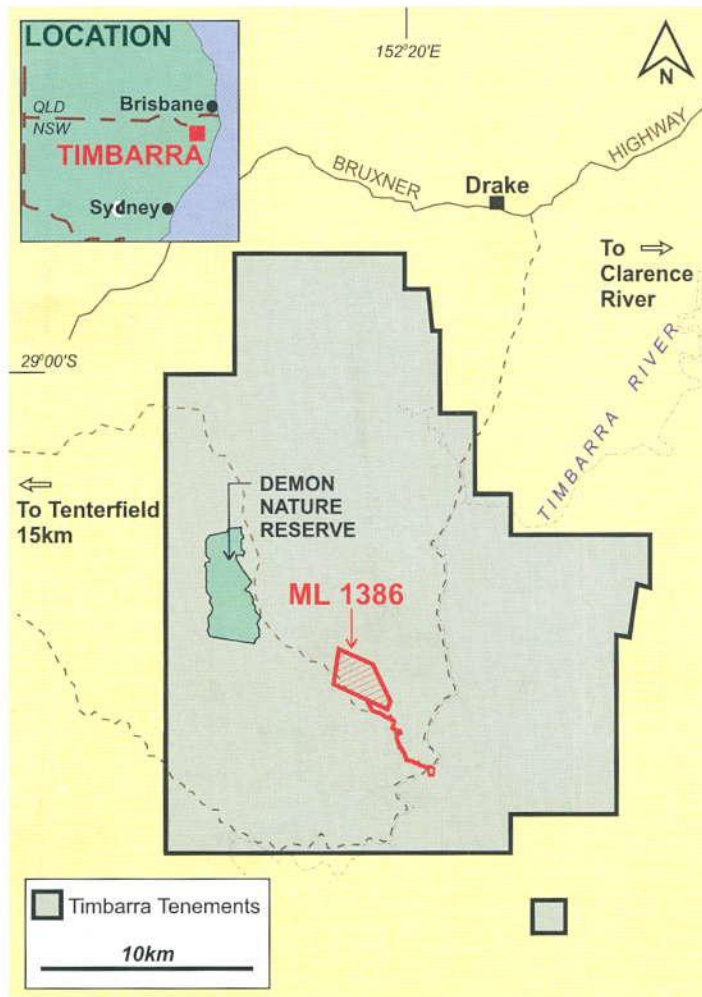 LOCATION
QLD
NSW
Brisbane
TIMBARRA
Sydney
152°20'E
N
BRUXNER
HIGHWAY
Drake
To
Clarence
River
29°00'S
TIMBARRA RIVER
DEMON
NATURE
RESERVE
To Tenterfield
15km
ML 1386
Timbarra Tenements
10km